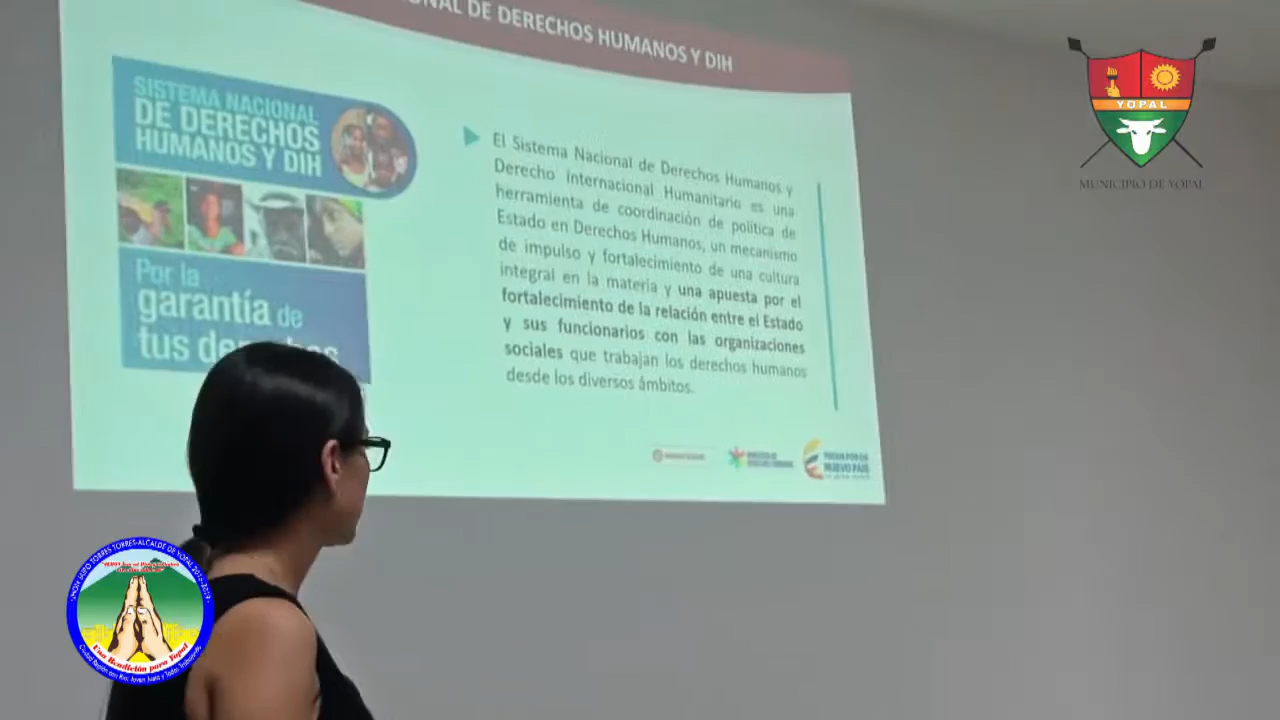 DE DERECHOS HUMANOS Y DIH
SISTEMA NACIONAL
DE DERECHOS
HUMANOS Y DIH
Por la
garantía de
tus
El Sistema Nacional de Derechos Humanos y
Derecho Internacional Humanitario es una
herramienta de coordinación de política de
Estado en Derechos Humanos, un mecanismo
de impulso y fortalecimiento de una cultura
integral en la materia y una apuesta por el
fortalecimiento de la relación entre el Estado
y sus funcionarios con las organizaciones
sociales que trabajan los derechos humanos
desde los diversos ámbitos.
NUEVO PAÍS
YOPAL
MUNICIPIO DE YOPAL
TORRES TORRES-ALCALDE DE YOPAL
Una Bendición para Yopal